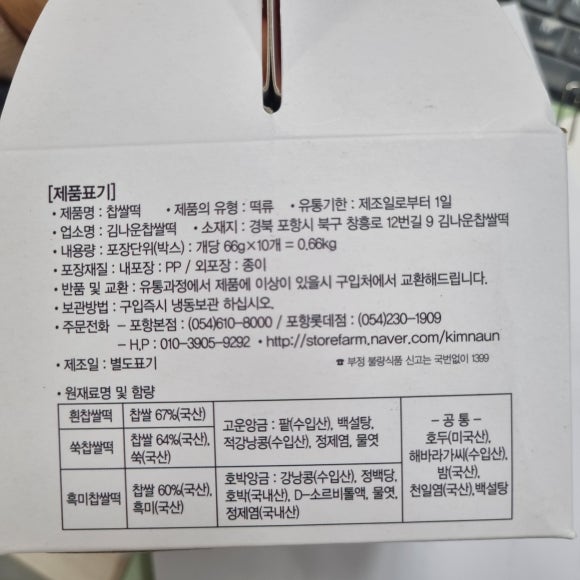 [제품표기]
• 제품명 : 찹쌀떡 • 제품의 유형 : 떡류 • 유통기한 : 제조일로부터 1일
• 업소명 : 김나운찹쌀떡 • 소재지 : 경북 포항시 북구 창흥로 12번길 9 김나운찹쌀떡
• 내용량 : 포장단위(박스) : 개당 66g×10개 = 0.66kg
• 포장재질 : 내포장 : PP / 외포장 : 종이
• 반품 및 교환 : 유통과정에서 제품에 이상이 있을시 구입처에서 교환해드립니다.
• 보관방법 : 구입즉시 냉동보관 하십시오.
• 주문전화 – 포항본점 : (054)610-8000 / 포항롯데점 : (054)230-1909
– H.P : 010-3905-9292 • http://storefarm.naver.com/kimnaun
• 제조일 : 별도표기 ☎ 부정 불량식품 신고는 국번없이 1399
• 원재료명 및 함량
흰찹쌀떡 찹쌀 67%(국산)
쑥찹쌀떡 찹쌀 64%(국산),
쑥(국산)
고운앙금 : 팥(수입산), 백설탕,
적강낭콩(수입산), 정제염, 물엿
흑미찹쌀떡 찹쌀 60%(국산)
흑미(국산)
호박앙금 : 강낭콩(수입산), 정백당,
호박(국내산), D-소르비톨액, 물엿,
정제염(국내산)
– 공 통 –
호두(미국산),
해바라기씨(수입산),
밤(국산),
천일염(국산),백설탕